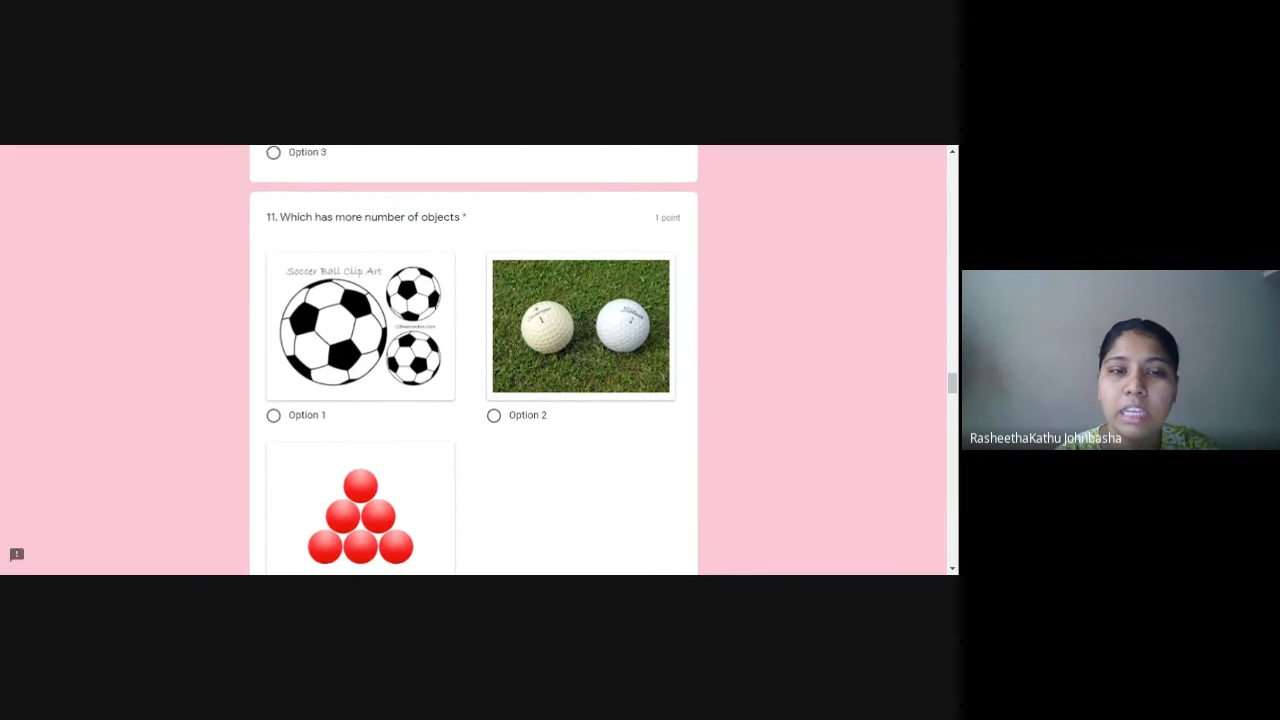 Option 3
11. Which has more number of objects *
1 point
Soccer Ball Clip Art
Option 1
Option 2
RasheethaKathu Johnbasha